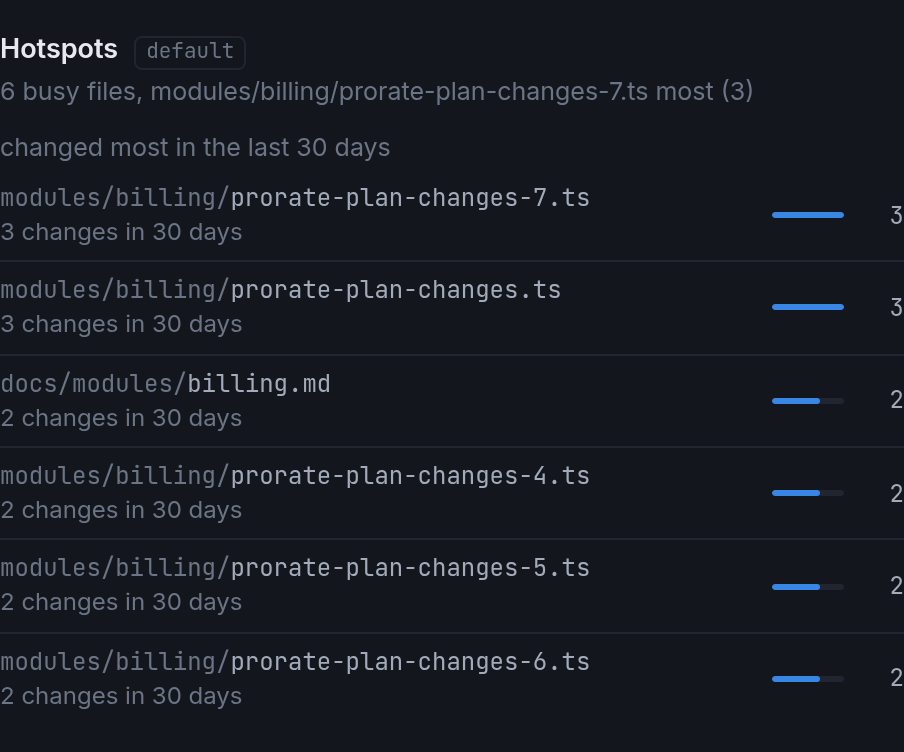 Hotspots default
6 busy files, modules/billing/prorate-plan-changes-7.ts most (3)
changed most in the last 30 days
modules/billing/prorate-plan-changes-7.ts
3 changes in 30 days
3
modules/billing/prorate-plan-changes.ts
3 changes in 30 days
3
docs/modules/billing.md
2 changes in 30 days
2
modules/billing/prorate-plan-changes-4.ts
2 changes in 30 days
2
modules/billing/prorate-plan-changes-5.ts
2 changes in 30 days
2
modules/billing/prorate-plan-changes-6.ts
2 changes in 30 days
2